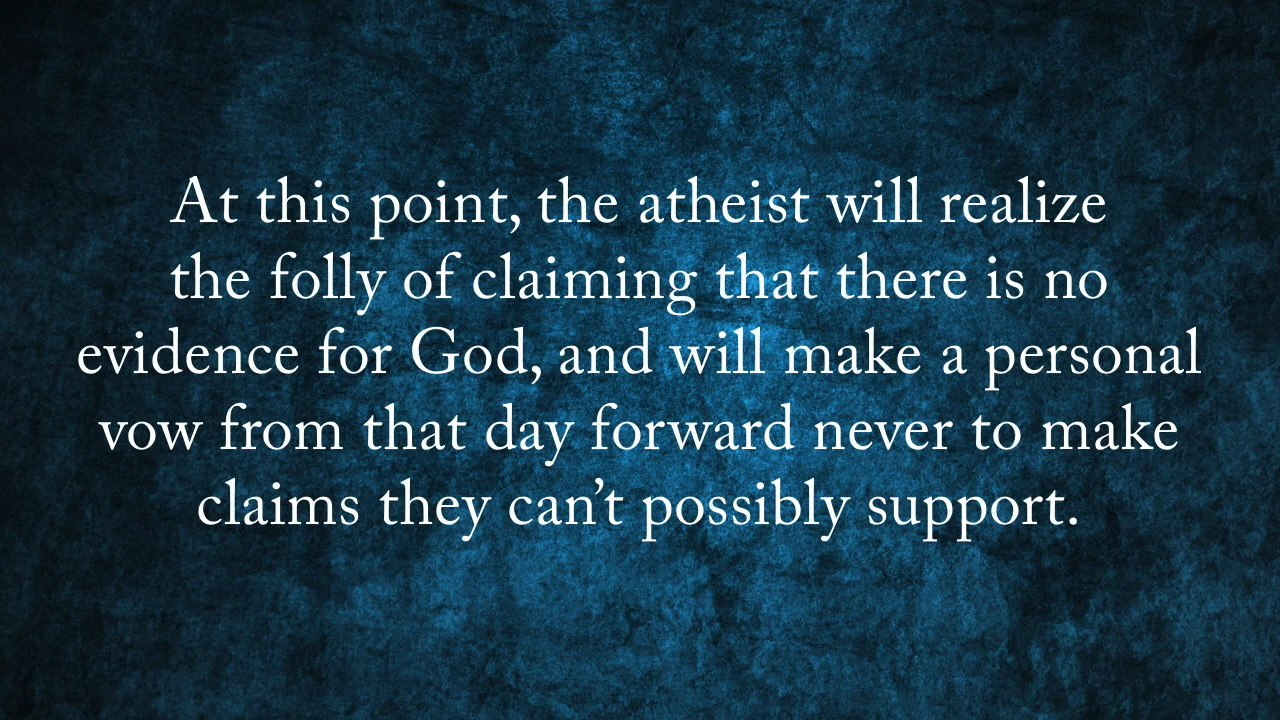 At this point, the atheist will realize
the folly of claiming that there is no
evidence for God, and will make a personal
vow from that day forward never to make
claims they can’t possibly support.